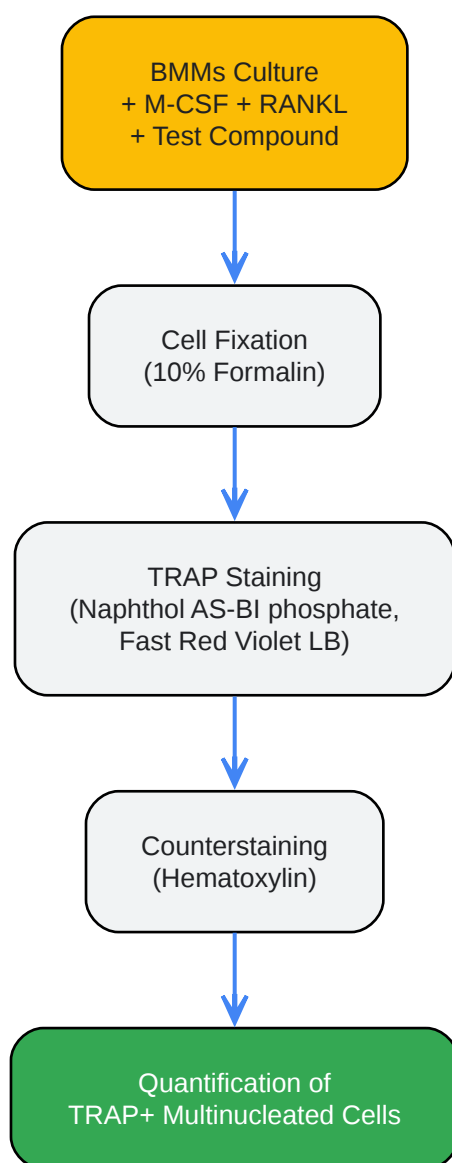 BMMs Culture
+ M-CSF + RANKL
+ Test Compound
Cell Fixation
(10% Formalin)
TRAP Staining
(Naphthol AS-BI phosphate,
Fast Red Violet LB)
Counterstaining
(Hematoxylin)
Quantification of
TRAP+ Multinucleated Cells